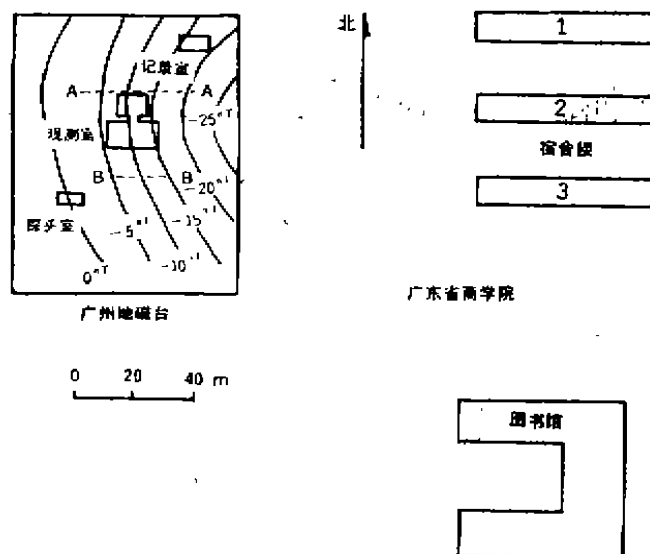 北
1
记录室
A
A
2
-25nT
观测室
宿舍楼
B
B
-20nT
3
探头室
-5nT
-15nT
-10nT
0nT
广州地磁台
广东省商学院
0 20 40 m
图书馆